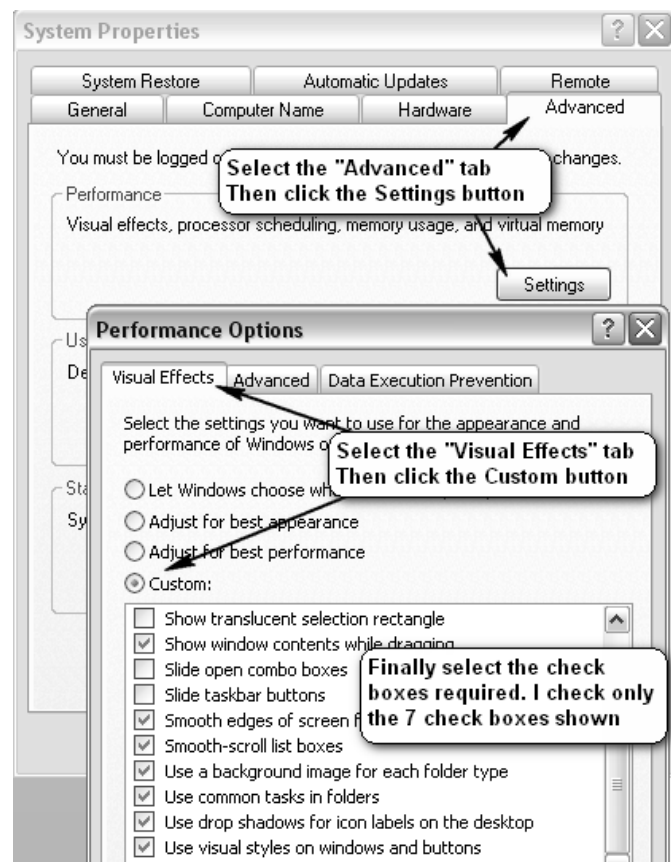 System Properties
System Restore Automatic Updates Remote
General Computer Name Hardware Advanced
You must be logged changes.
Select the "Advanced" tab
Then click the Settings button
Performance
Visual effects, processor scheduling, memory usage, and virtual memory
Settings
Performance Options
Visual Effects Advanced Data Execution Prevention
Select the settings you want to use for the appearance and
performance of Windows
Select the "Visual Effects" tab
Then click the Custom button
Let Windows choose
Adjust for best appearance
Adjust for best performance
Custom:
Show translucent selection rectangle
Show window contents while dragging
Slide open combo boxes
Slide taskbar buttons
Finally select the check
boxes required. I check only
the 7 check boxes shown
Smooth edges of screen
Smooth-scroll list boxes
Use a background image for each folder type
Use common tasks in folders
Use drop shadows for icon labels on the desktop
Use visual styles on windows and buttons